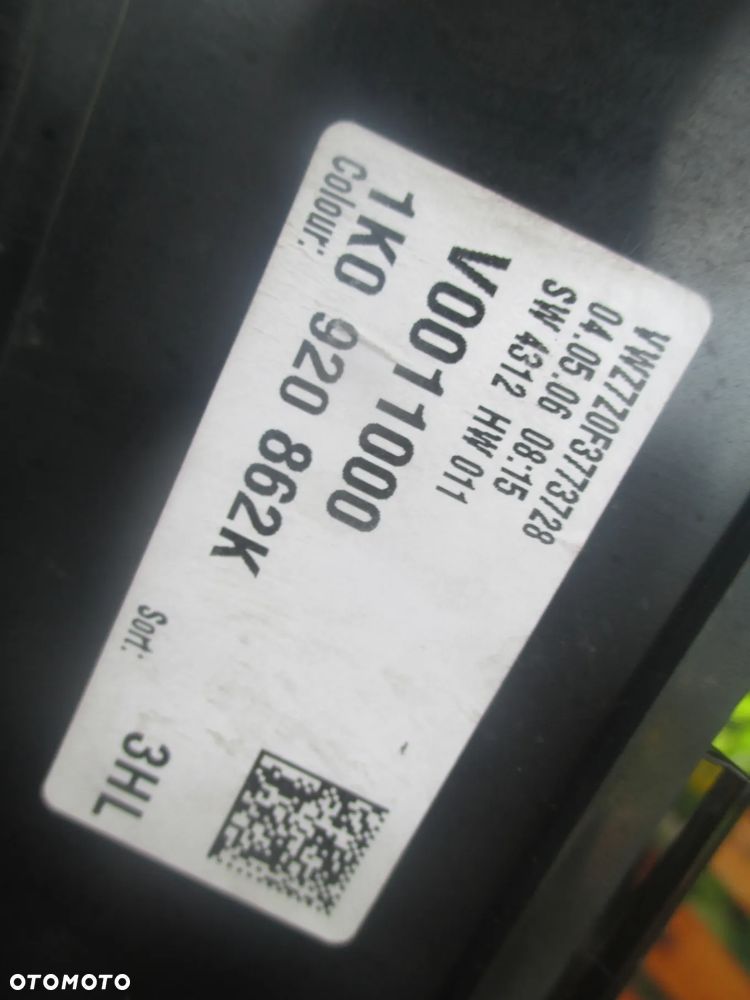 VWZ7Z0F3773728
04.05.06 08:15
SW 4312 HW 011
V0011000
1K0 920 862K
Colour:
Sort: 3HL
OTOMOTO